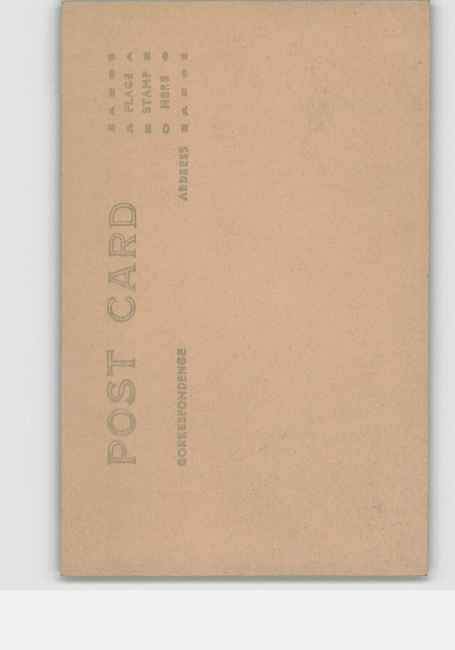 POST CARD
PLACE
STAMP
HERE
CORRESPONDENCE
ADDRESS